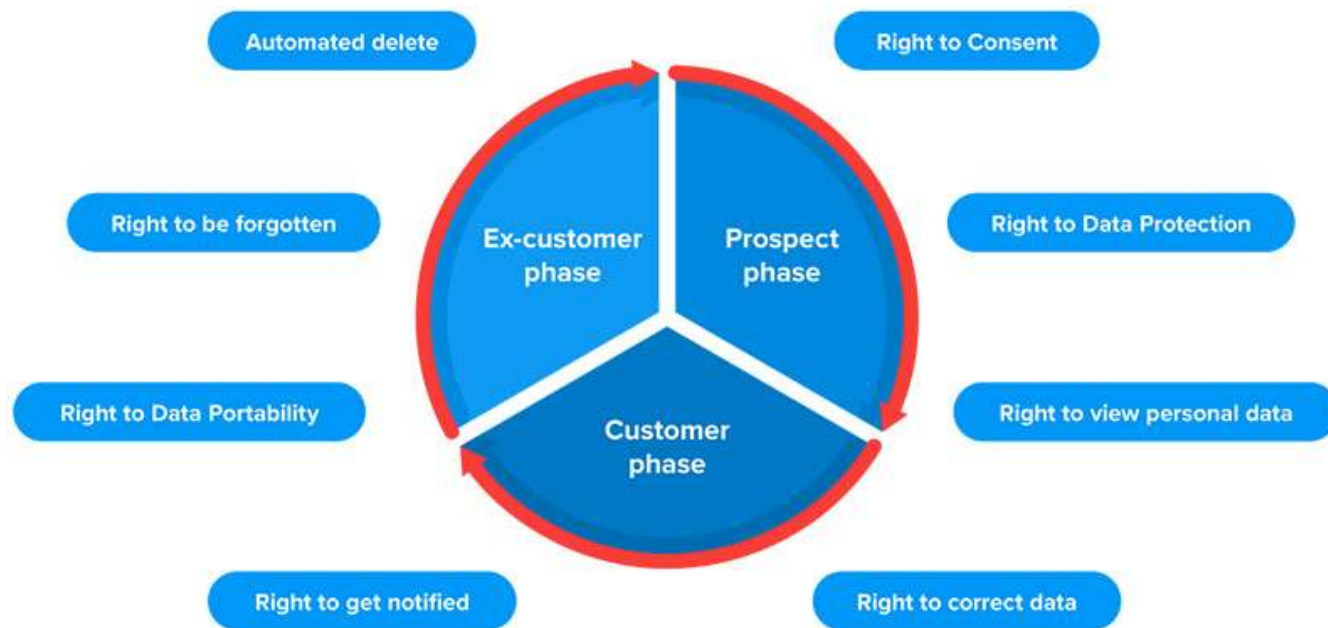 Automated delete
Right to Consent
Right to be forgotten
Right to Data Protection
Ex-customer
phase
Prospect
phase
Right to Data Portability
Right to view personal data
Customer
phase
Right to get notified
Right to correct data